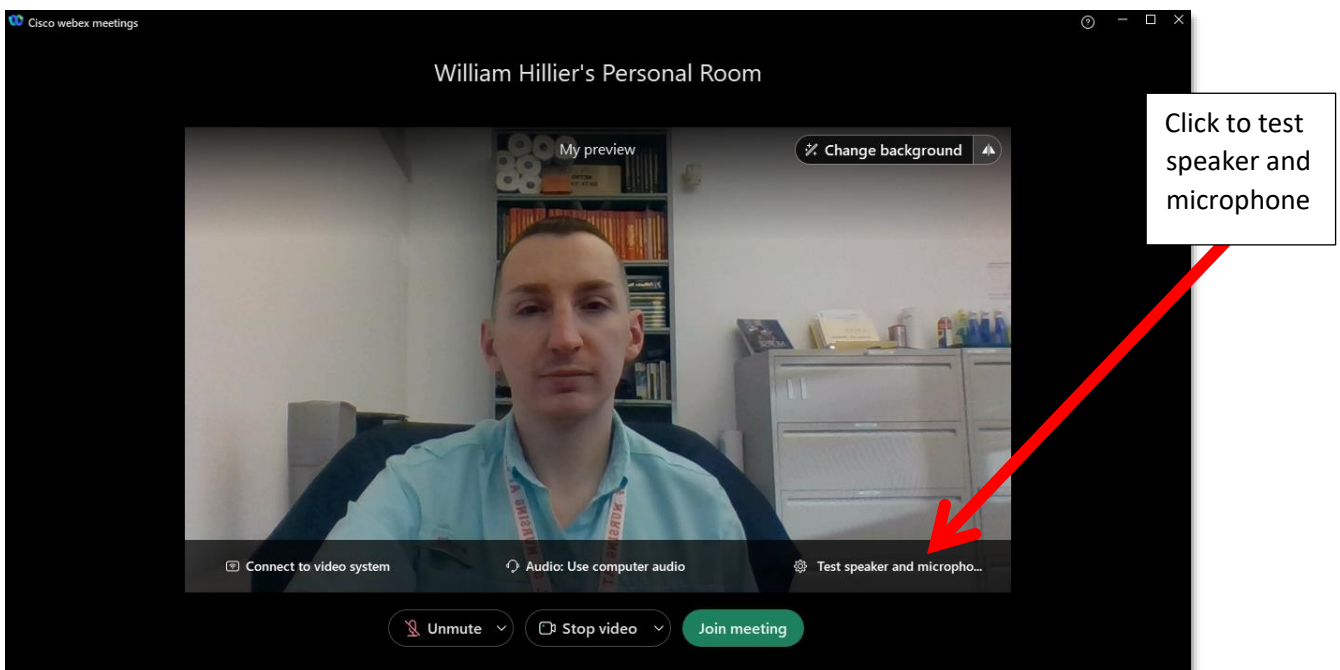 Cisco webex meetings
William Hillier's Personal Room
My preview
Change background
Click to test
speaker and
microphone
Connect to video system
Audio: Use computer audio
Test speaker and micropho...
Unmute
Stop video
Join meeting